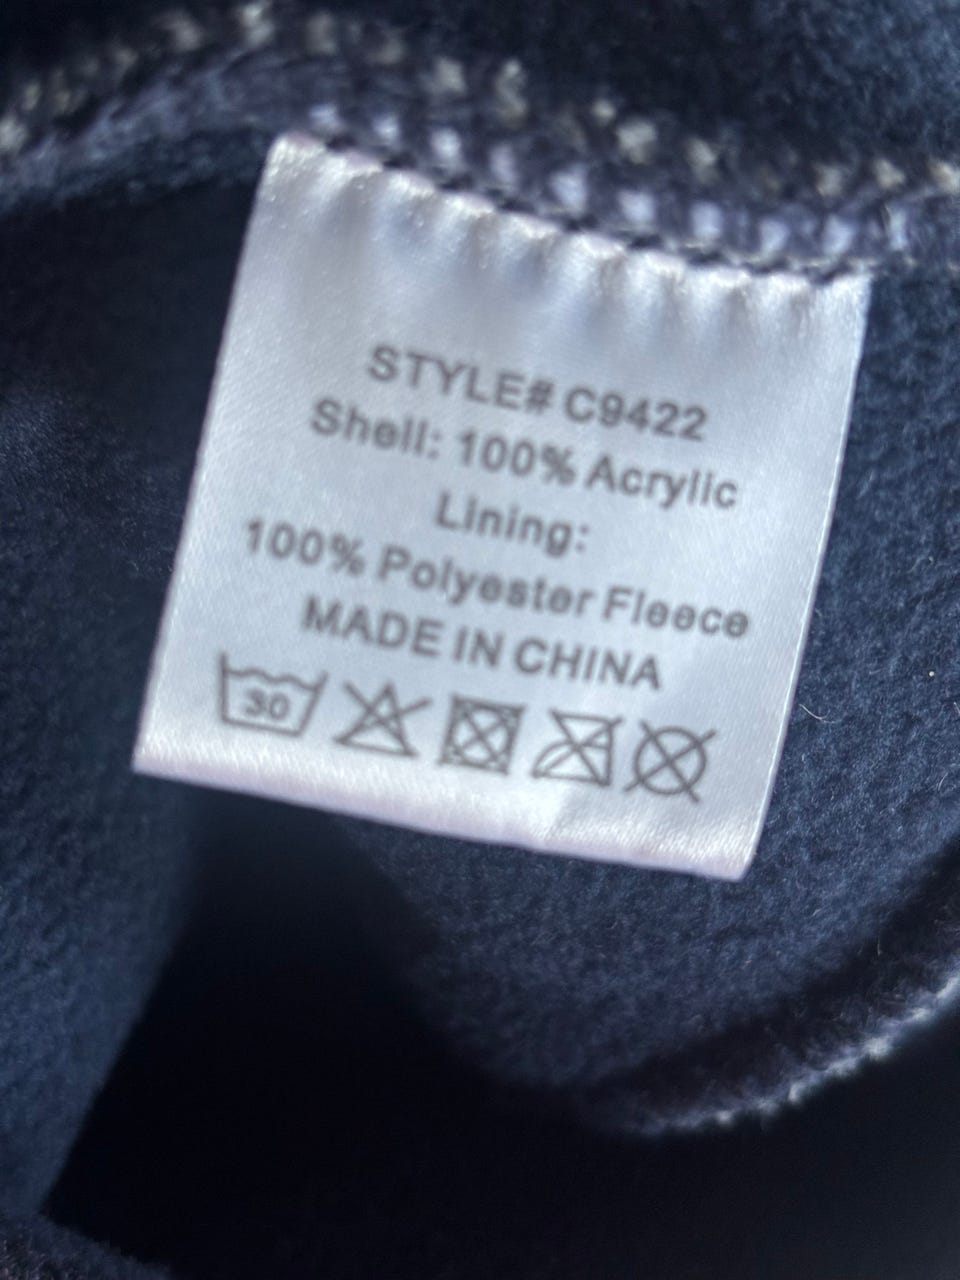 STYLE# C9422
Shell: 100% Acrylic
Lining:
100% Polyester Fleece
MADE IN CHINA
30